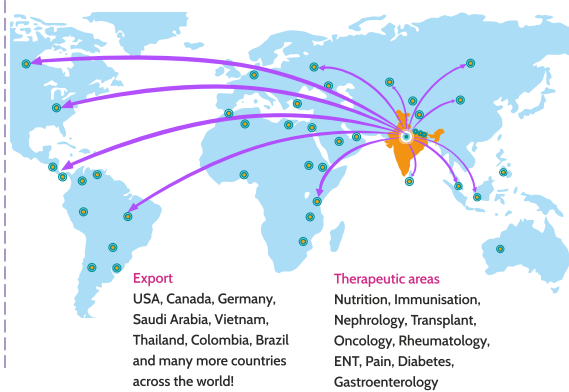 Export
USA, Canada, Germany,
Saudi Arabia, Vietnam,
Thailand, Colombia, Brazil
and many more countries
across the world!
Therapeutic areas
Nutrition, Immunisation,
Nephrology, Transplant,
Oncology, Rheumatology,
ENT, Pain, Diabetes,
Gastroenterology